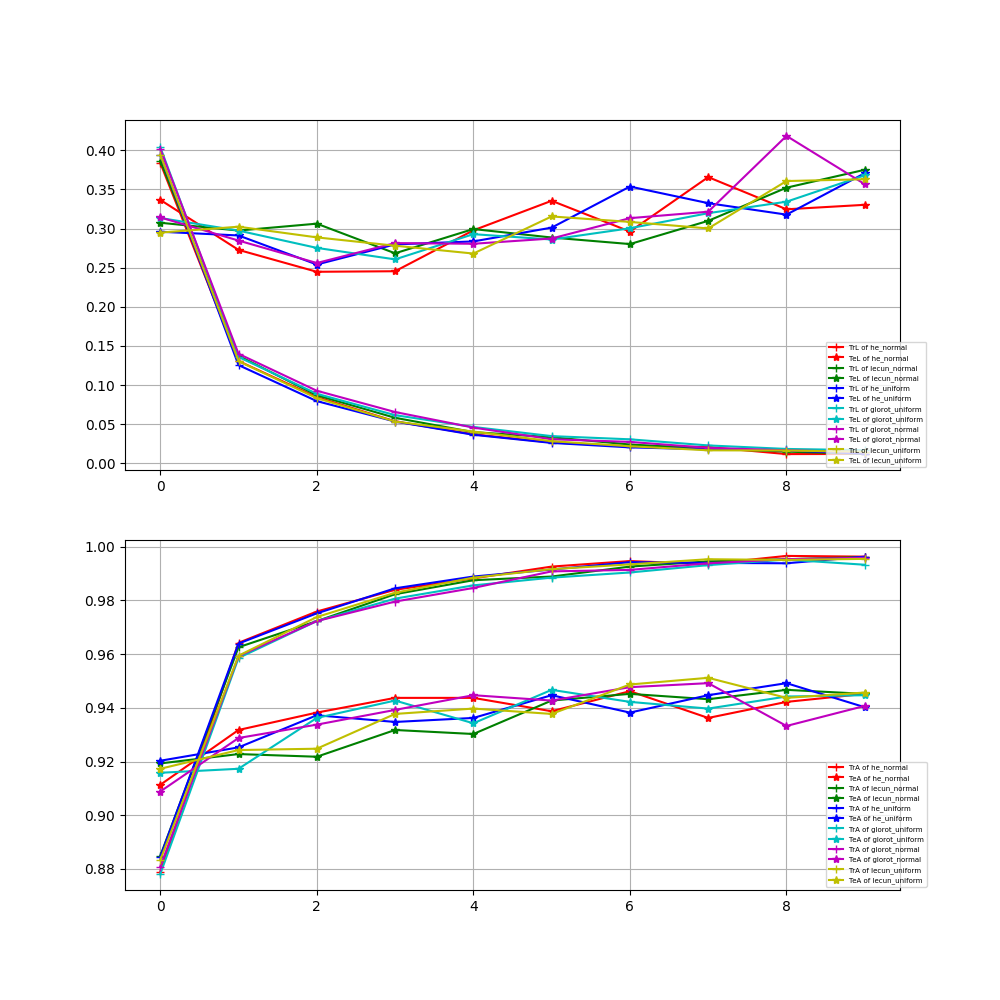 0.40
0.35
0.30
0.25
0.20
0.15
0.10
0.05
0.00
0 2 4 6 8
TrL of he_normal
TeL of he_normal
TrL of lecun_normal
TeL of lecun_normal
TrL of he_uniform
TeL of he_uniform
TrL of glorot_uniform
TeL of glorot_uniform
TrL of glorot_normal
TeL of glorot_normal
TrL of lecun_uniform
TeL of lecun_uniform
1.00
0.98
0.96
0.94
0.92
0.90
0.88
0 2 4 6 8
TrA of he_normal
TeA of he_normal
TrA of lecun_normal
TeA of lecun_normal
TrA of he_uniform
TeA of he_uniform
TrA of glorot_uniform
TeA of glorot_uniform
TrA of glorot_normal
TeA of glorot_normal
TrA of lecun_uniform
TeA of lecun_uniform